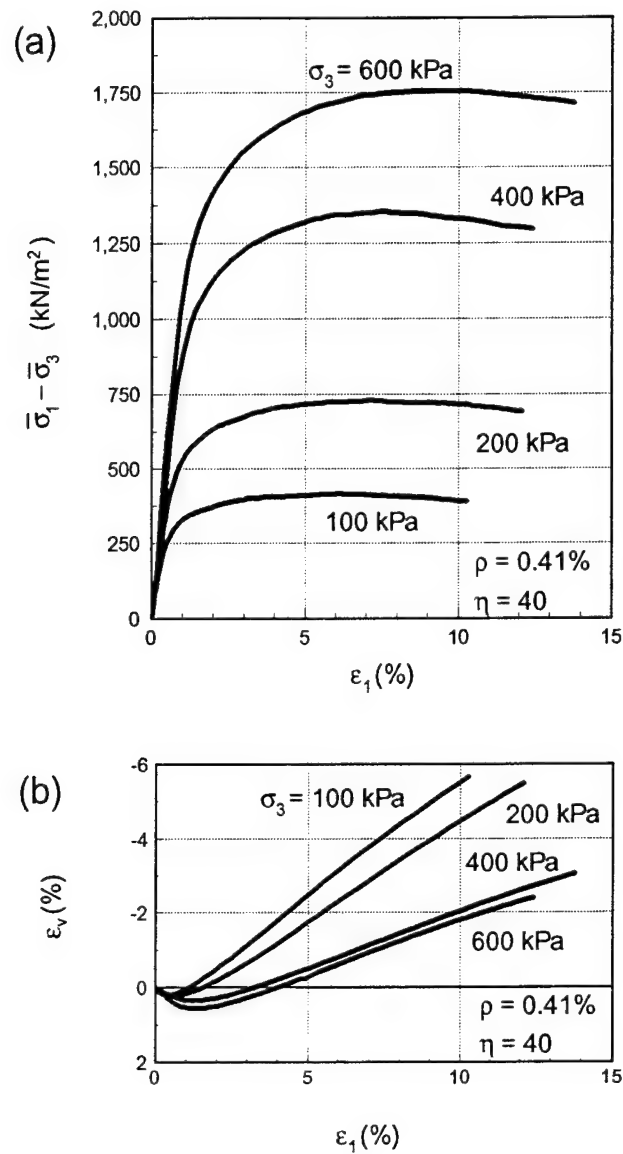 (a)
2,000
1,750
1,500
1,250
1,000
750
500
250
0
σ̅₁ − σ̅₃ (kN/m²)
σ₃ = 600 kPa
400 kPa
200 kPa
100 kPa
ρ = 0.41%
η = 40
0 5 10 15
ε₁(%)
(b)
-6
-4
-2
0
2
εᵥ(%)
σ₃ = 100 kPa
200 kPa
400 kPa
600 kPa
ρ = 0.41%
η = 40
0 5 10 15
ε₁(%)